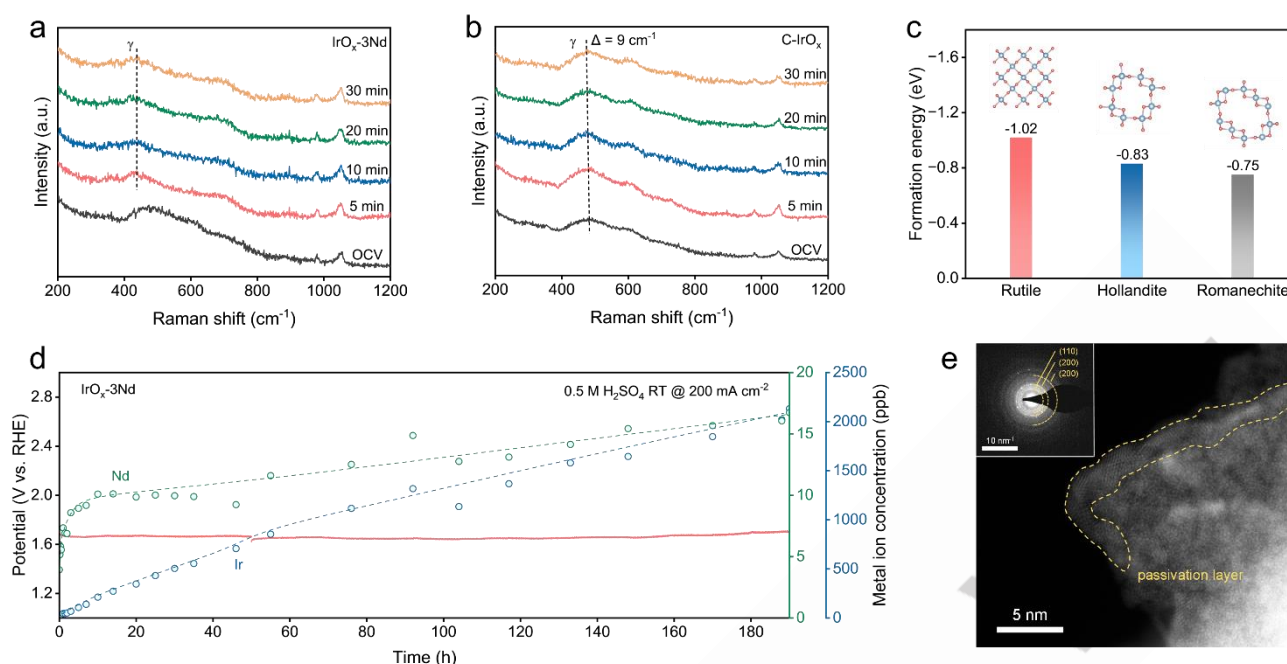 a
IrOₓ-3Nd
γ
30 min
20 min
10 min
5 min
OCV
Intensity (a.u.)
200 400 600 800 1000 1200
Raman shift (cm⁻¹)
b
C-IrOₓ
γ Δ = 9 cm⁻¹
30 min
20 min
10 min
5 min
OCV
Intensity (a.u.)
200 400 600 800 1000 1200
Raman shift (cm⁻¹)
c
Formation energy (eV)
−1.6
−1.2
−0.8
−0.4
0.0
-1.02
-0.83
-0.75
Rutile Hollandite Romanechite
d
IrOₓ-3Nd
0.5 M H₂SO₄ RT @ 200 mA cm⁻²
Potential (V vs. RHE)
2.8
2.4
2.0
1.6
1.2
Nd
Ir
20
15
10
5
0
2500
2000
1500
1000
500
0
Metal ion concentration (ppb)
0 20 40 60 80 100 120 140 160 180
Time (h)
e
(110)
(200)
(200)
10 nm⁻¹
passivation layer
5 nm